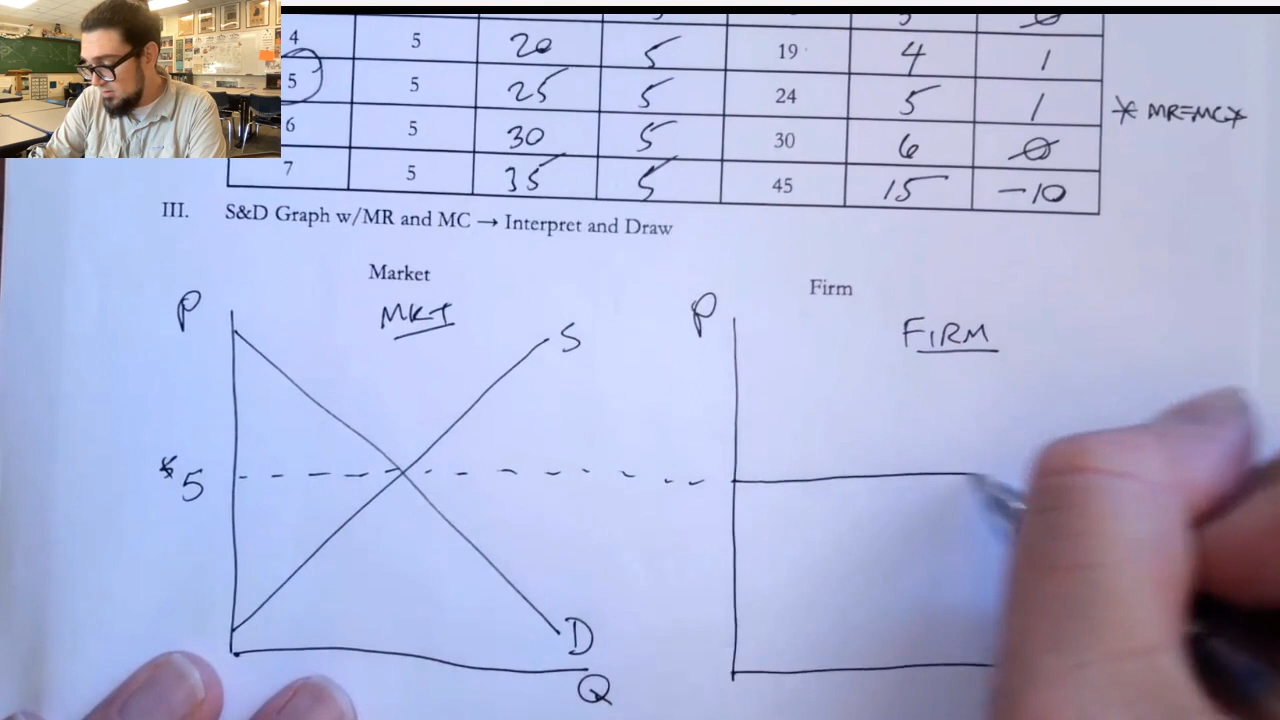 4 5 20 5 19 4 1
5 5 25 5 24 5 1 * MR=MC*
6 5 30 5 30 6 0
7 5 35 5 45 15 -10
III. S&D Graph w/MR and MC → Interpret and Draw
Market Firm
P MKT S P FIRM
$5
D
Q